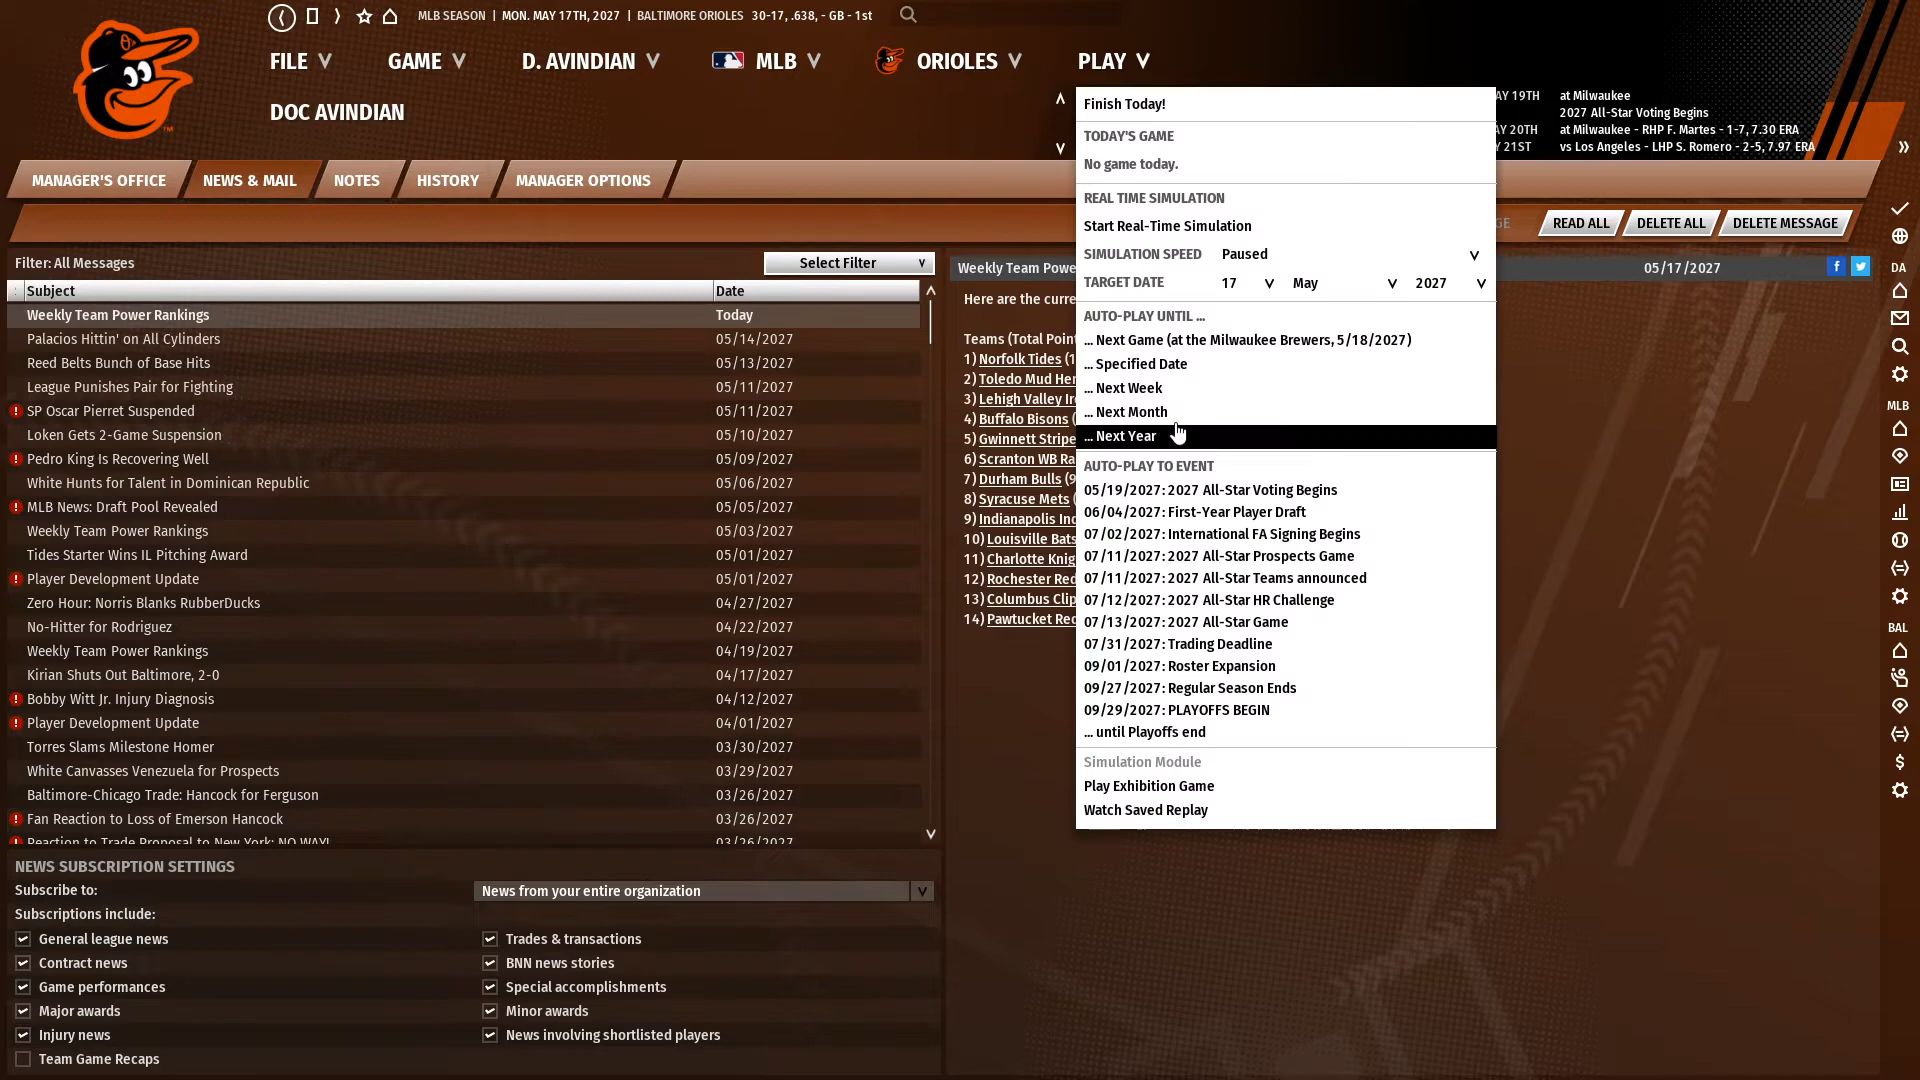 MLB SEASON | MON. MAY 17TH, 2027 | BALTIMORE ORIOLES 30-17, .638, - GB - 1st
FILE GAME D. AVINDIAN MLB ORIOLES PLAY
DOC AVINDIAN
AY 19TH at Milwaukee
2027 All-Star Voting Begins
AY 20TH at Milwaukee - RHP F. Martes - 1-7, 7.30 ERA
Y 21ST vs Los Angeles - LHP S. Romero - 2-5, 7.97 ERA
MANAGER'S OFFICE NEWS & MAIL NOTES HISTORY MANAGER OPTIONS
GE READ ALL DELETE ALL DELETE MESSAGE
Filter: All Messages Select Filter
Subject Date
Weekly Team Power Rankings Today
Palacios Hittin' on All Cylinders 05/14/2027
Reed Belts Bunch of Base Hits 05/13/2027
League Punishes Pair for Fighting 05/11/2027
SP Oscar Pierret Suspended 05/11/2027
Loken Gets 2-Game Suspension 05/10/2027
Pedro King Is Recovering Well 05/09/2027
White Hunts for Talent in Dominican Republic 05/06/2027
MLB News: Draft Pool Revealed 05/05/2027
Weekly Team Power Rankings 05/03/2027
Tides Starter Wins IL Pitching Award 05/01/2027
Player Development Update 05/01/2027
Zero Hour: Norris Blanks RubberDucks 04/27/2027
No-Hitter for Rodriguez 04/22/2027
Weekly Team Power Rankings 04/19/2027
Kirian Shuts Out Baltimore, 2-0 04/17/2027
Bobby Witt Jr. Injury Diagnosis 04/12/2027
Player Development Update 04/01/2027
Torres Slams Milestone Homer 03/30/2027
White Canvasses Venezuela for Prospects 03/29/2027
Baltimore-Chicago Trade: Hancock for Ferguson 03/26/2027
Fan Reaction to Loss of Emerson Hancock 03/26/2027
Reaction to Trade Proposal to New York: NO WAY! 03/26/2027
NEWS SUBSCRIPTION SETTINGS
Subscribe to: News from your entire organization
Subscriptions include:
General league news Trades & transactions
Contract news BNN news stories
Game performances Special accomplishments
Major awards Minor awards
Injury news News involving shortlisted players
Team Game Recaps
Weekly Team Powe 05/17/2027
Here are the curre
Teams (Total Point
1) Norfolk Tides (1
2) Toledo Mud Hen
3) Lehigh Valley Iro
4) Buffalo Bisons (
5) Gwinnett Stripe
6) Scranton WB Ra
7) Durham Bulls (9
8) Syracuse Mets (
9) Indianapolis Ind
10) Louisville Bats
11) Charlotte Knig
12) Rochester Red
13) Columbus Clip
14) Pawtucket Rec
Finish Today!
TODAY'S GAME
No game today.
REAL TIME SIMULATION
Start Real-Time Simulation
SIMULATION SPEED Paused
TARGET DATE 17 May 2027
AUTO-PLAY UNTIL ...
... Next Game (at the Milwaukee Brewers, 5/18/2027)
... Specified Date
... Next Week
... Next Month
... Next Year
AUTO-PLAY TO EVENT
05/19/2027: 2027 All-Star Voting Begins
06/04/2027: First-Year Player Draft
07/02/2027: International FA Signing Begins
07/11/2027: 2027 All-Star Prospects Game
07/11/2027: 2027 All-Star Teams announced
07/12/2027: 2027 All-Star HR Challenge
07/13/2027: 2027 All-Star Game
07/31/2027: Trading Deadline
09/01/2027: Roster Expansion
09/27/2027: Regular Season Ends
09/29/2027: PLAYOFFS BEGIN
... until Playoffs end
Simulation Module
Play Exhibition Game
Watch Saved Replay
DA
MLB
BAL